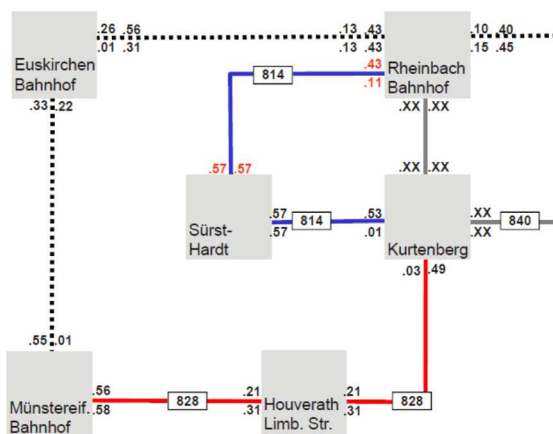 .26 .56
.01 .31
.13 .43
.13 .43
.10 .40
.15 .45
Euskirchen
Bahnhof
Rheinbach
Bahnhof
814
.43
.11
.33 .22
.XX .XX
.57 .57
.XX .XX
Sürst-
Hardt
.57
.57
814
.53
.01
Kurtenberg
.XX
.XX
840
.03 .49
.55 .01
Münstereif.
Bahnhof
.56
.58
828
.21
.31
Houverath
Limb. Str.
.21
.31
828